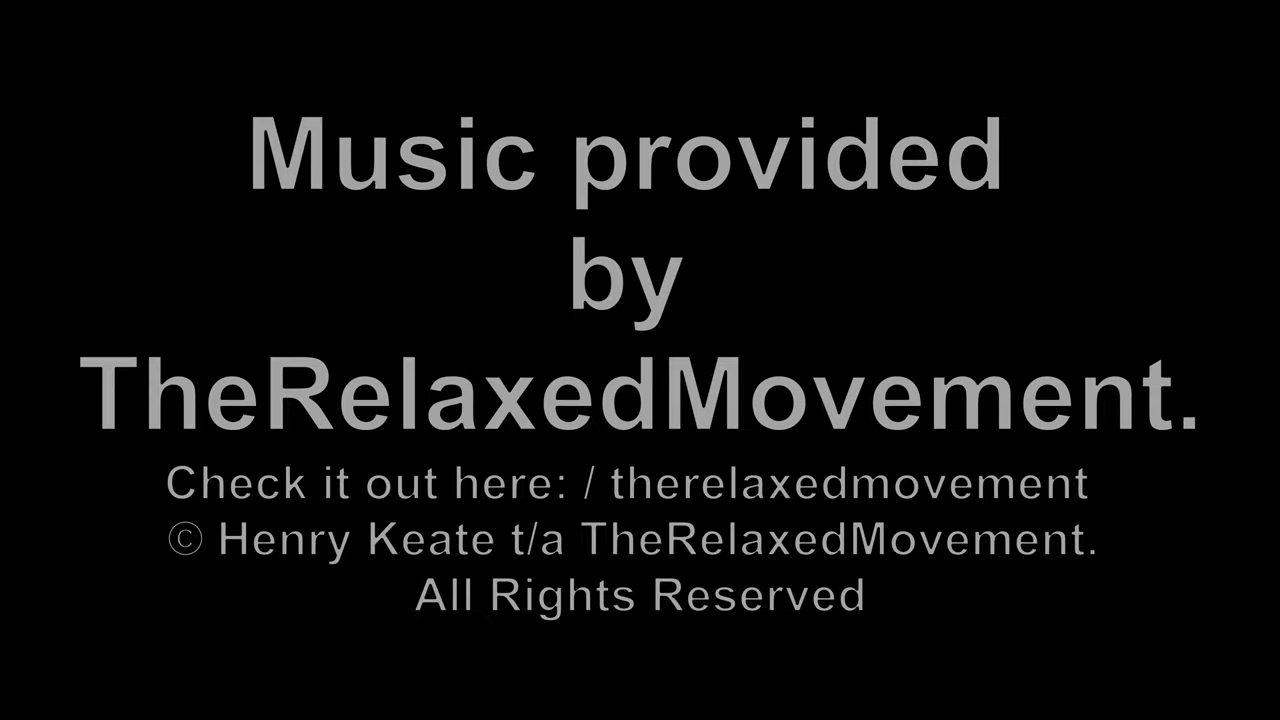 Music provided
by
TheRelaxedMovement.
Check it out here: / therelaxedmovement
© Henry Keate t/a TheRelaxedMovement.
All Rights Reserved